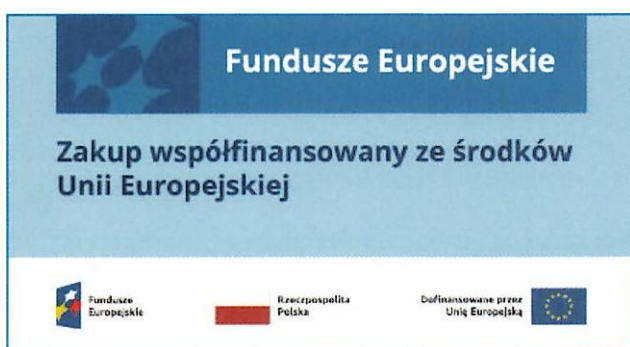 Fundusze Europejskie
Zakup współfinansowany ze środków
Unii Europejskiej
Fundusze
Europejskie
Rzeczpospolita
Polska
Dofinansowane przez
Unię Europejską